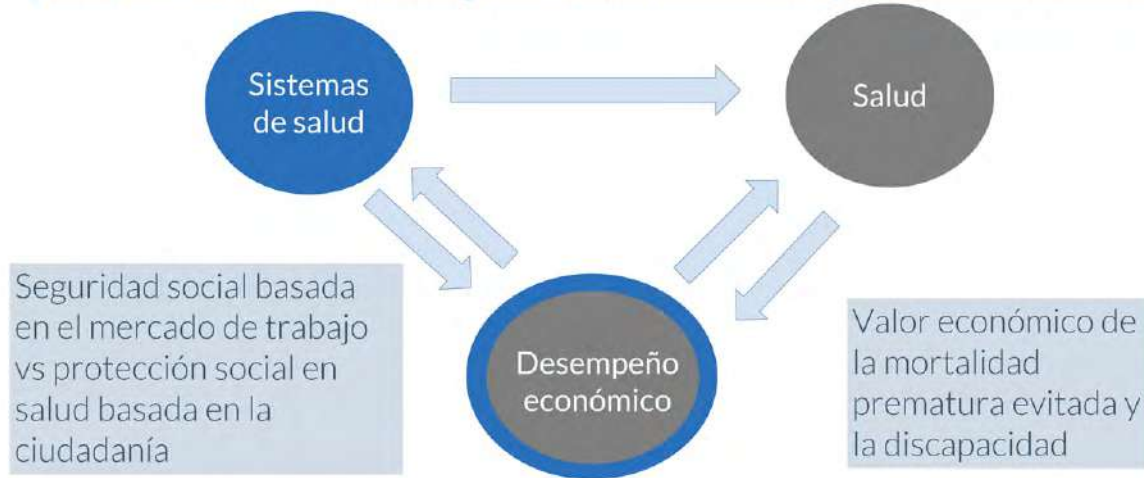 Sistemas
de salud
Salud
Seguridad social basada
en el mercado de trabajo
vs protección social en
salud basada en la
ciudadanía
Desempeño
económico
Valor económico de
la mortalidad
prematura evitada y
la discapacidad